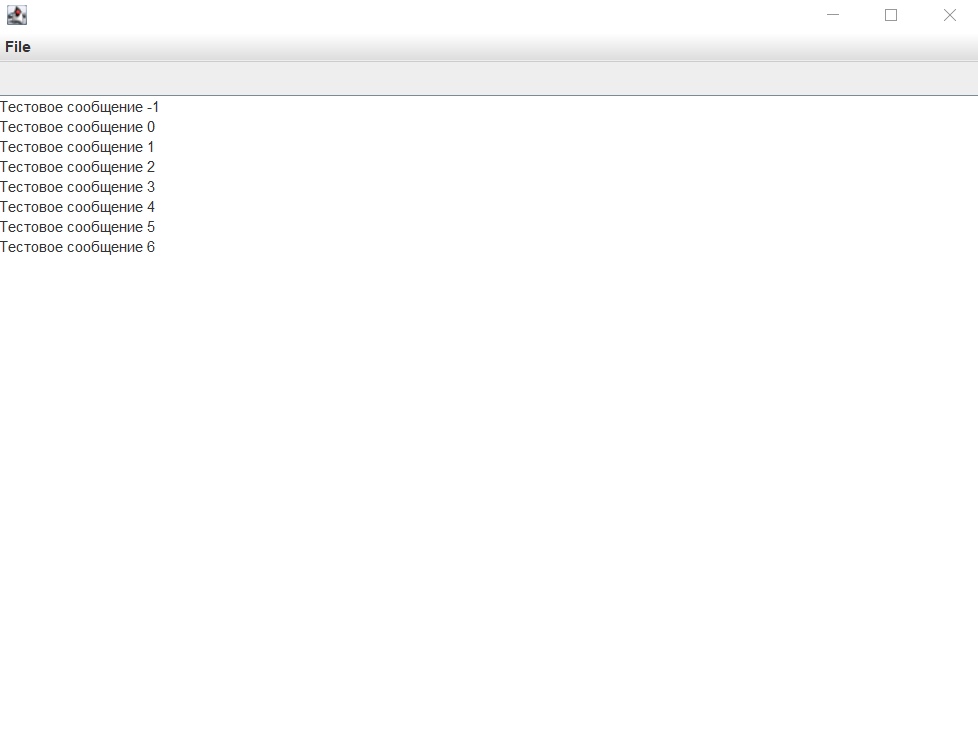 File
Тестовое сообщение -1
Тестовое сообщение 0
Тестовое сообщение 1
Тестовое сообщение 2
Тестовое сообщение 3
Тестовое сообщение 4
Тестовое сообщение 5
Тестовое сообщение 6